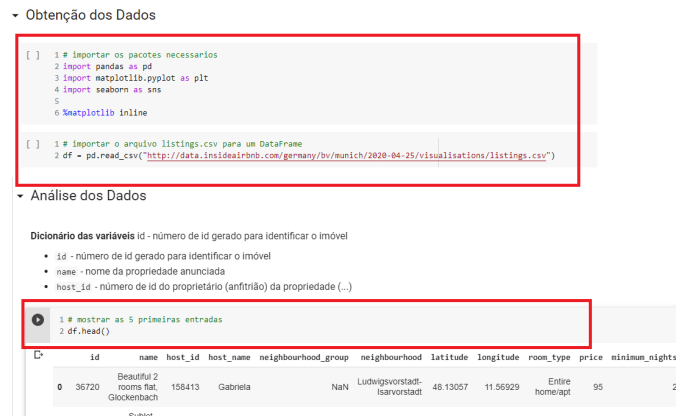 Obtenção dos Dados
[ ] 1 # importar os pacotes necessarios
2 import pandas as pd
3 import matplotlib.pyplot as plt
4 import seaborn as sns
5
6 %matplotlib inline
[ ] 1 # importar o arquivo listings.csv para um DataFrame
2 df = pd.read_csv("http://data.insideairbnb.com/germany/bv/munich/2020-04-25/visualisations/listings.csv")
Análise dos Dados
Dicionário das variáveis id - número de id gerado para identificar o imóvel
• id - número de id gerado para identificar o imóvel
• name - nome da propriedade anunciada
• host_id - número de id do proprietário (anfitrião) da propriedade (...)
1 # mostrar as 5 primeiras entradas
2 df.head()
id name host_id host_name neighbourhood_group neighbourhood latitude longitude room_type price minimum_nights
Beautiful 2
0 36720 rooms flat, 158413 Gabriela NaN Ludwigsvorstadt- 48.13057 11.56929 Entire 95 2
Glockenbach Isarvorstadt home/apt